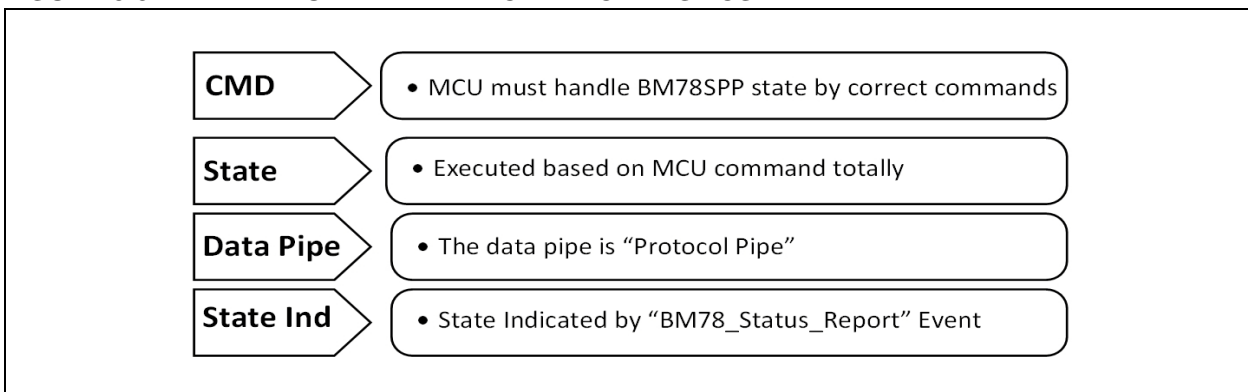 CMD
• MCU must handle BM78SPP state by correct commands
State
• Executed based on MCU command totally
Data Pipe
• The data pipe is “Protocol Pipe”
State Ind
• State Indicated by “BM78_Status_Report” Event